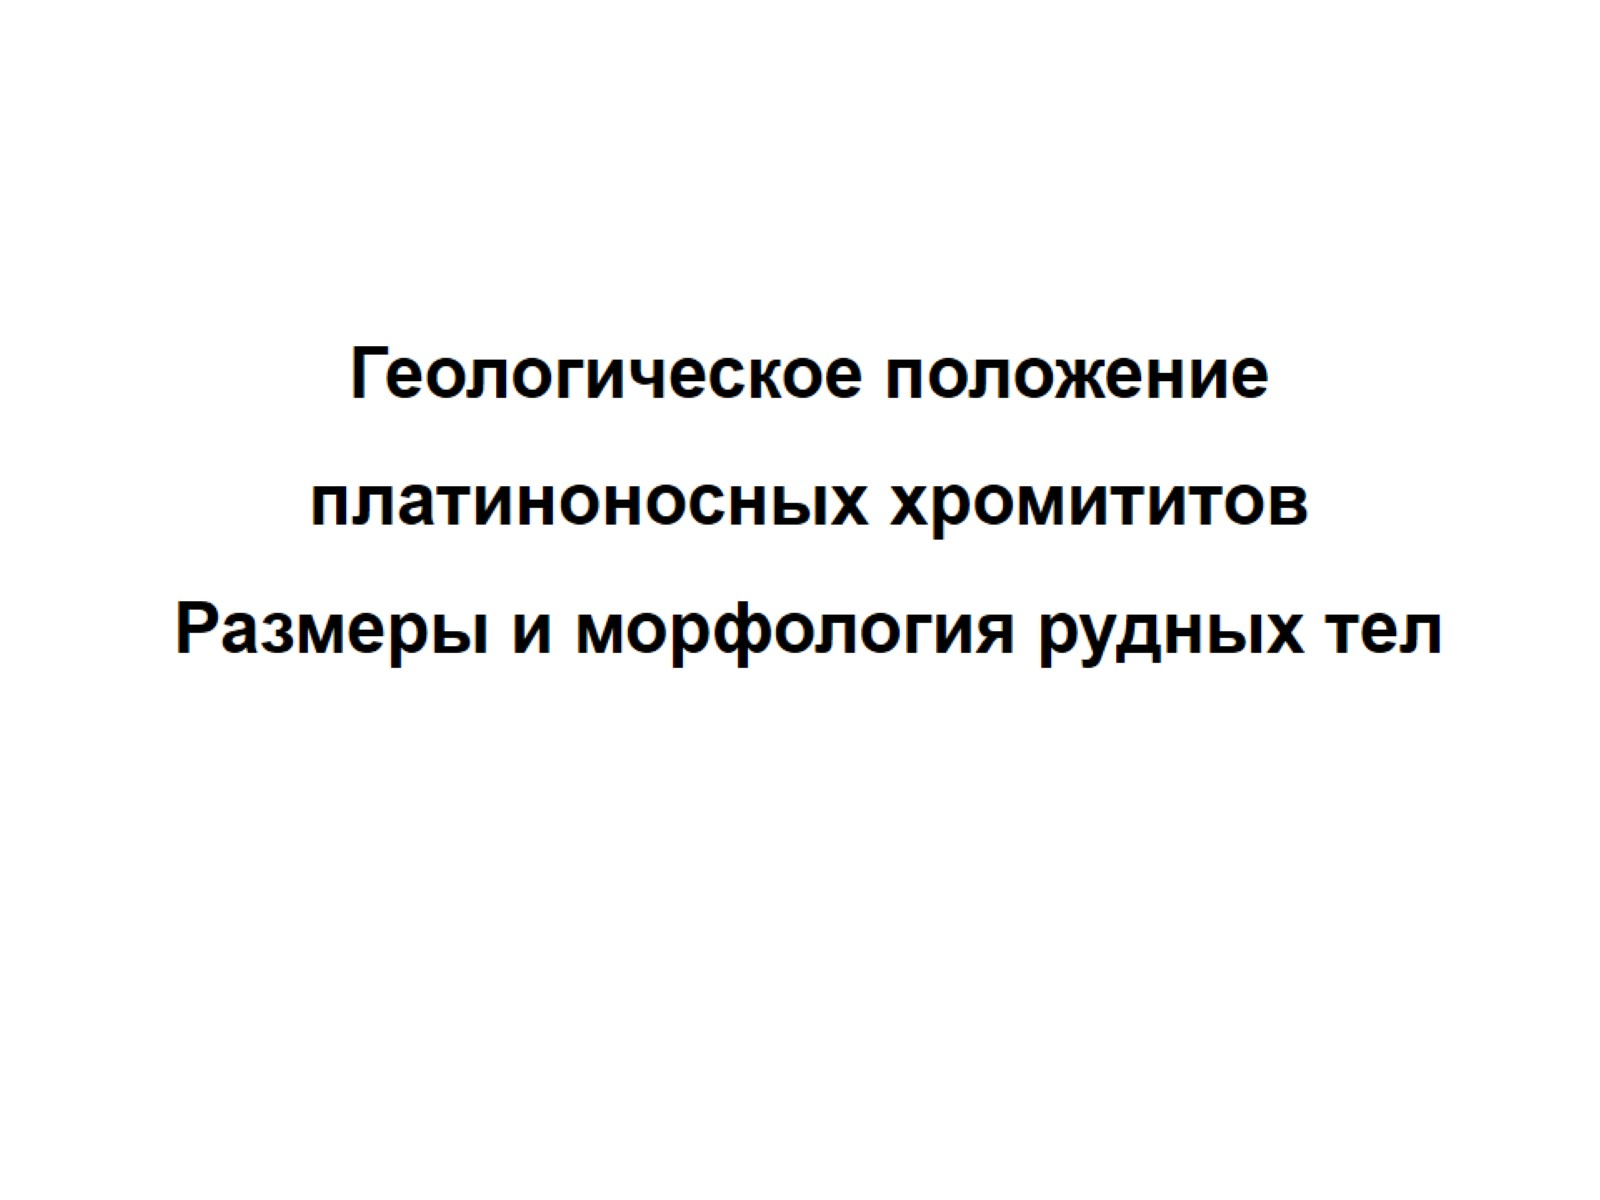 Геологическое положение
платиноносных хромититов
Размеры и морфология рудных тел